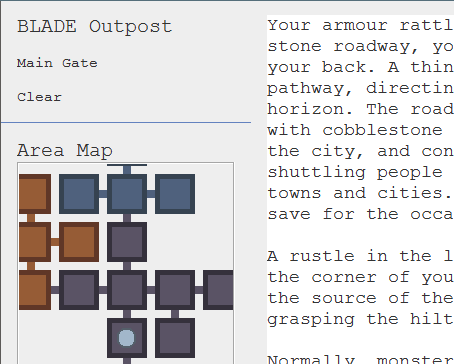 BLADE Outpost
Main Gate
Clear
Area Map
Your armour rattl
stone roadway, yo
your back. A thin
pathway, directin
horizon. The road
with cobblestone
the city, and con
shuttling people
towns and cities.
save for the occa
A rustle in the l
the corner of you
the source of the
grasping the hilt
Normally, monster